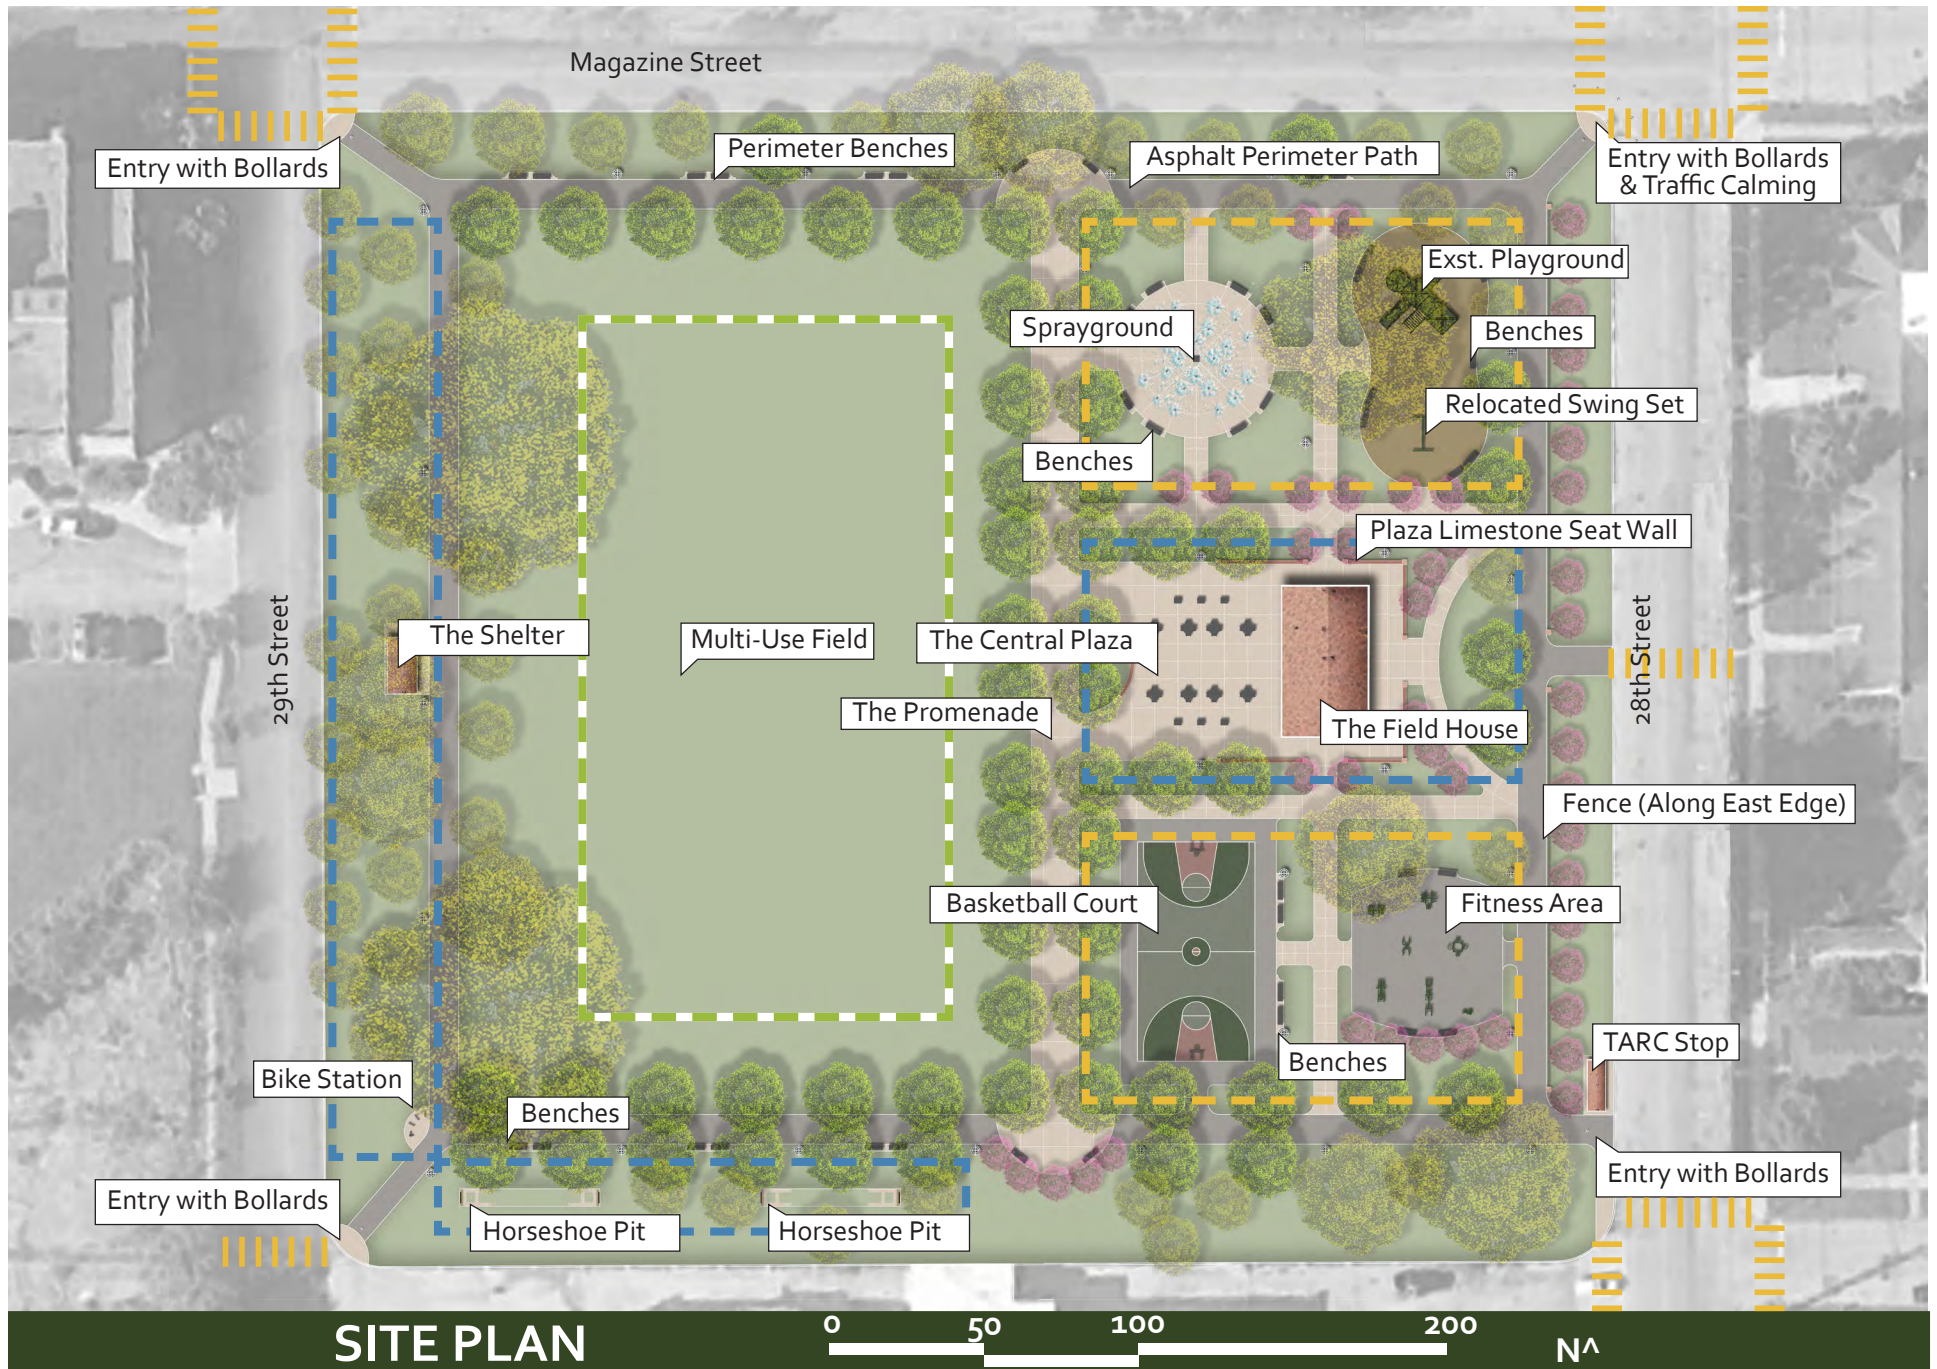 Magazine Street
Entry with Bollards
Perimeter Benches
Asphalt Perimeter Path
Entry with Bollards
& Traffic Calming
Exst. Playground
Sprayground
Benches
Relocated Swing Set
Benches
Plaza Limestone Seat Wall
29th Street
The Shelter
Multi-Use Field
The Central Plaza
28th Street
The Promenade
The Field House
Fence (Along East Edge)
Basketball Court
Fitness Area
TARC Stop
Benches
Bike Station
Benches
Entry with Bollards
Entry with Bollards
Horseshoe Pit
Horseshoe Pit
SITE PLAN
0 50 100 200
N^